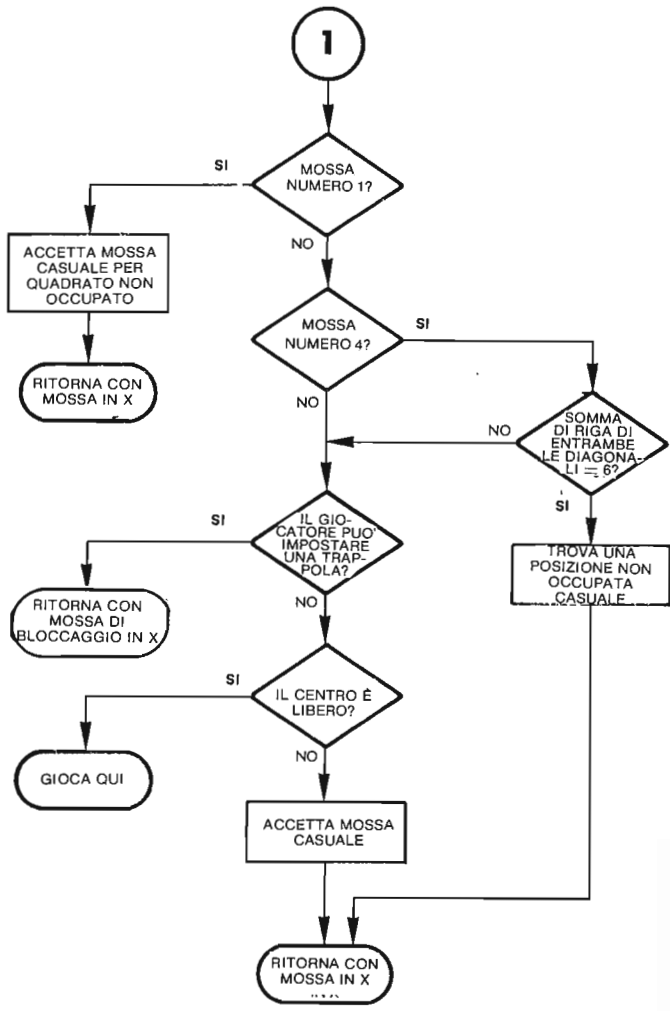 1
MOSSA
NUMERO 1?
SI
NO
ACCETTA MOSSA
CASUALE PER
QUADRATO NON
OCCUPATO
RITORNA CON
MOSSA IN X
MOSSA
NUMERO 4?
SI
NO
SOMMA
DI RIGA DI
ENTRAMBE
LE DIAGONA-
LI = 6?
NO
SI
IL GIO-
CATORE PUO'
IMPOSTARE
UNA TRAP-
POLA?
SI
NO
TROVA UNA
POSIZIONE NON
OCCUPATA
CASUALE
RITORNA CON
MOSSA DI
BLOCCAGGIO IN X
IL CENTRO È
LIBERO?
SI
NO
GIOCA QUI
ACCETTA MOSSA
CASUALE
RITORNA CON
MOSSA IN X